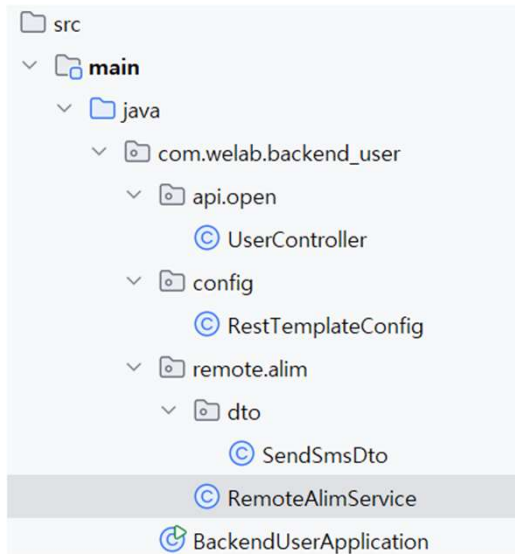 src
main
java
com.welab.backend_user
api.open
UserController
config
RestTemplateConfig
remote.alim
dto
SendSmsDto
RemoteAlimService
BackendUserApplication